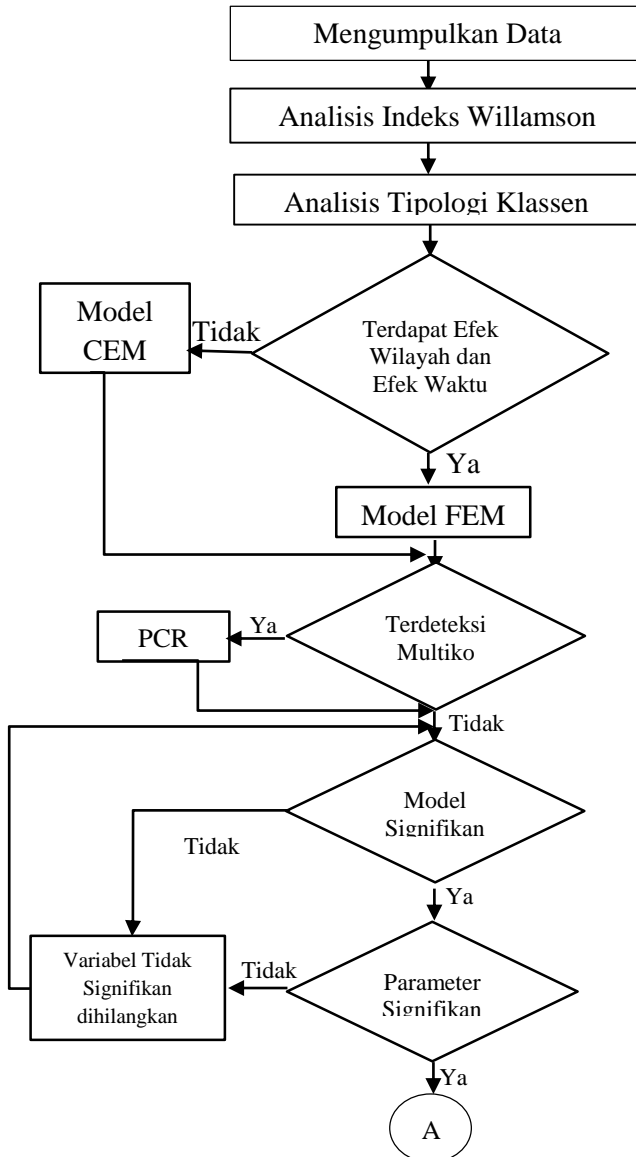 Mengumpulkan Data
Analisis Indeks Willamson
Analisis Tipologi Klassen
Model
CEM
Tidak
Terdapat Efek
Wilayah dan
Efek Waktu
Ya
Model FEM
PCR
Ya
Terdeteksi
Multiko
Tidak
Model
Signifikan
Tidak
Ya
Variabel Tidak
Signifikan
dihilangkan
Tidak
Parameter
Signifikan
Ya
A